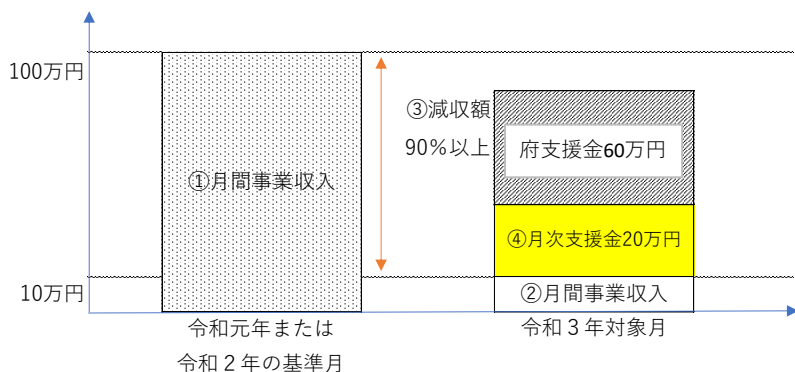 100万円
③減収額
90%以上
府支援金60万円
①月間事業収入
④月次支援金20万円
10万円
②月間事業収入
令和元年または
令和２年の基準月
令和３年対象月